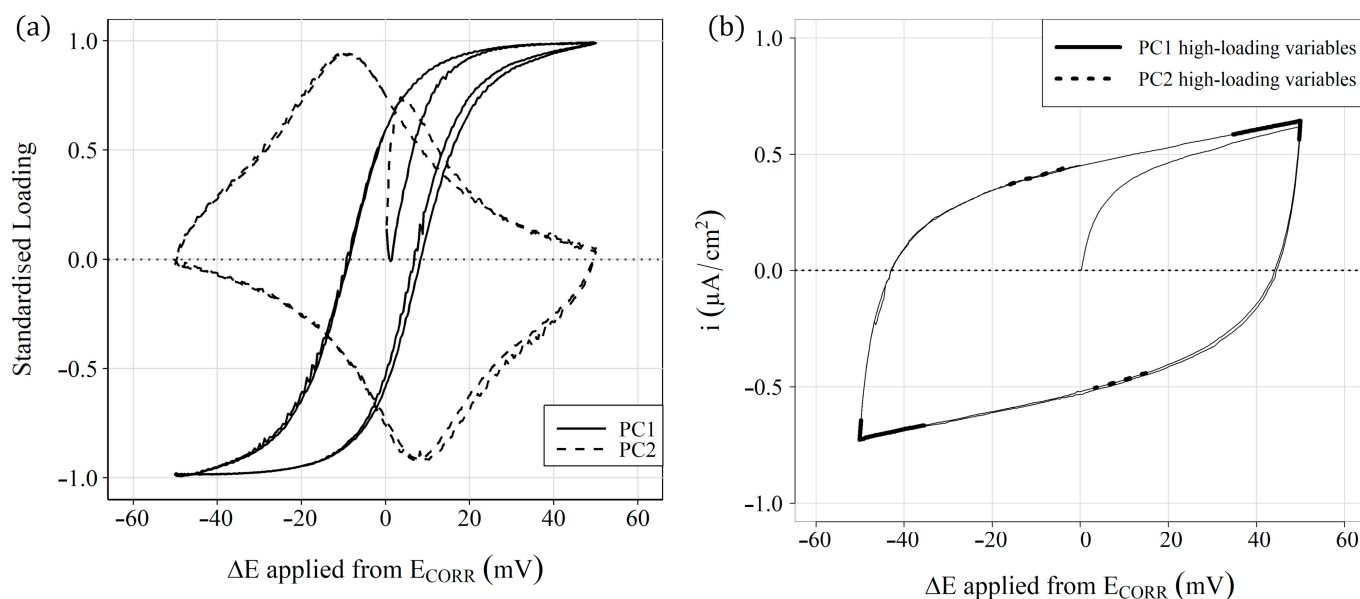 (a)
Standardised Loading
1.0
0.5
0.0
−0.5
−1.0
−60 −40 −20 0 20 40 60
ΔE applied from E_CORR (mV)
PC1
PC2
(b)
i (μA/cm²)
1.0
0.5
0.0
−0.5
−1.0
−60 −40 −20 0 20 40 60
ΔE applied from E_CORR (mV)
PC1 high-loading variables
PC2 high-loading variables